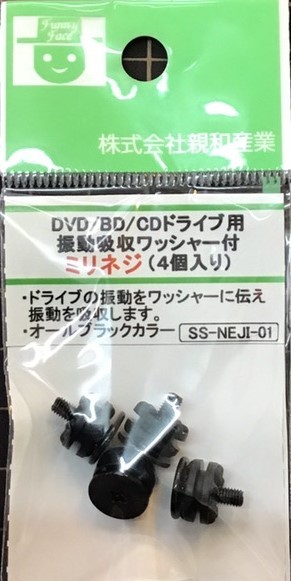 Funny
Face
株式会社親和産業
DVD/BD/CDドライブ用
振動吸収ワッシャー付
ミリネジ(4個入り)
・ドライブの振動をワッシャーに伝え
振動を吸収します。
・オールブラックカラー SS-NEJI-01